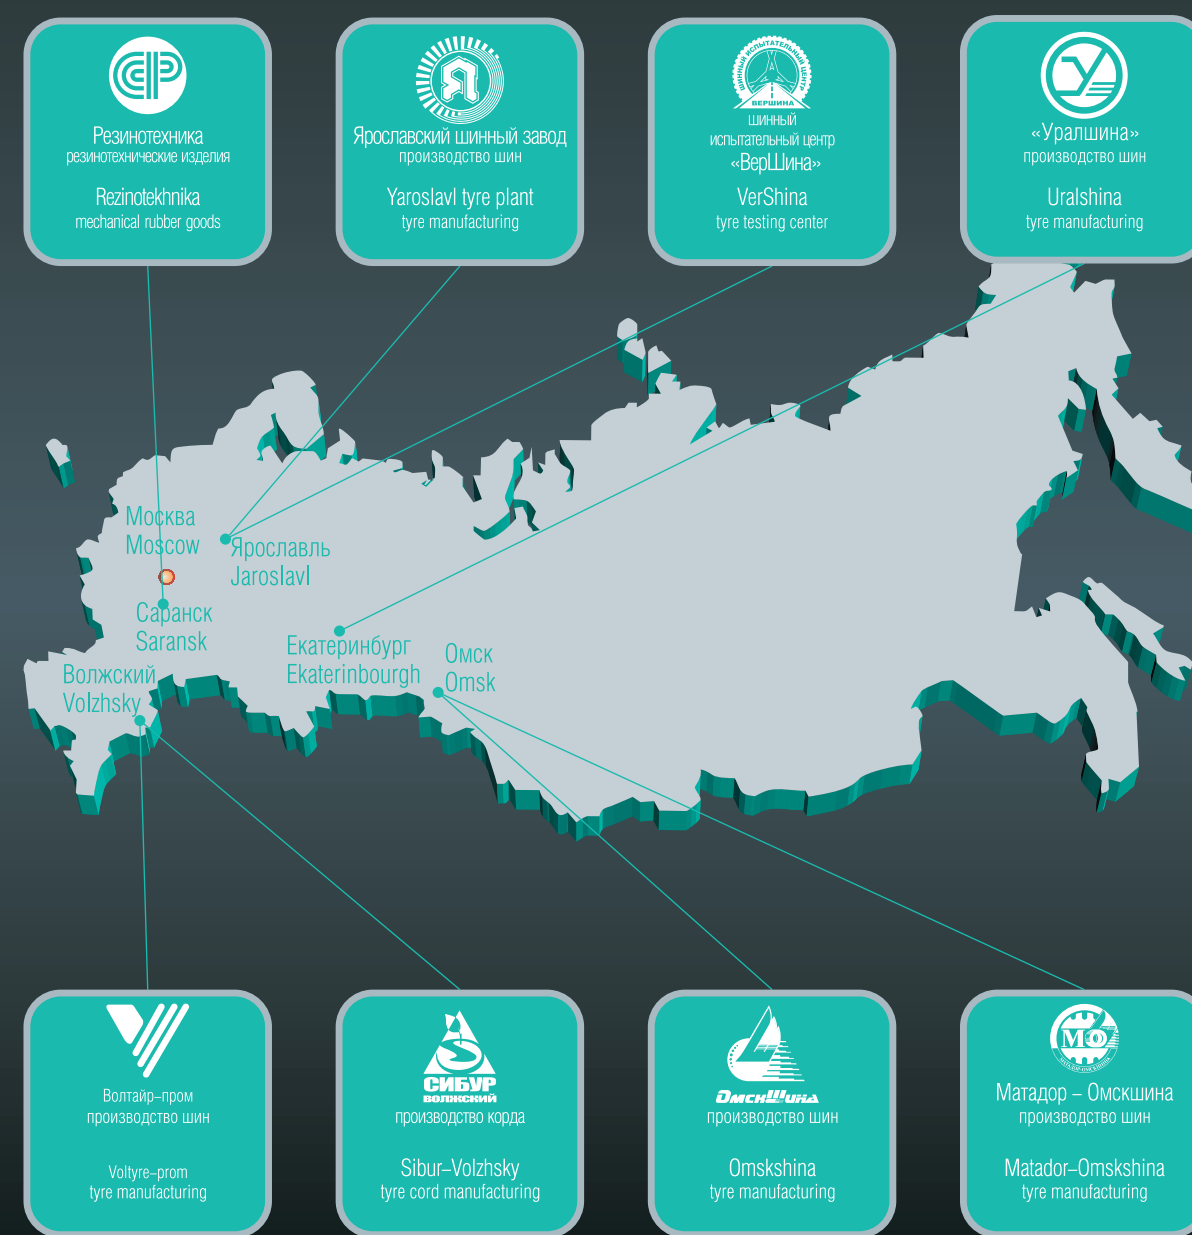 Резинотехника
резинотехнические изделия
Rezinotekhnika
mechanical rubber goods
Я
Ярославский шинный завод
производство шин
Yaroslavl tyre plant
tyre manufacturing
ШИННЫЙ ИСПЫТАТЕЛЬНЫЙ ЦЕНТР
ВЕРШИНА
шинный
испытательный центр
«ВерШина»
VerShina
tyre testing center
У
«Уралшина»
производство шин
Uralshina
tyre manufacturing
Москва
Moscow
Ярославль
Jaroslavl
Саранск
Saransk
Екатеринбург
Ekaterinbourgh
Омск
Omsk
Волжский
Volzhsky
Волтайр–пром
производство шин
Voltyre–prom
tyre manufacturing
СИБУР
ВОЛЖСКИЙ
производство корда
Sibur–Volzhsky
tyre cord manufacturing
ОмскШина
производство шин
Omskshina
tyre manufacturing
МО
МАТАДОР-ОМСКШИНА
Матадор – Омскшина
производство шин
Matador–Omskshina
tyre manufacturing